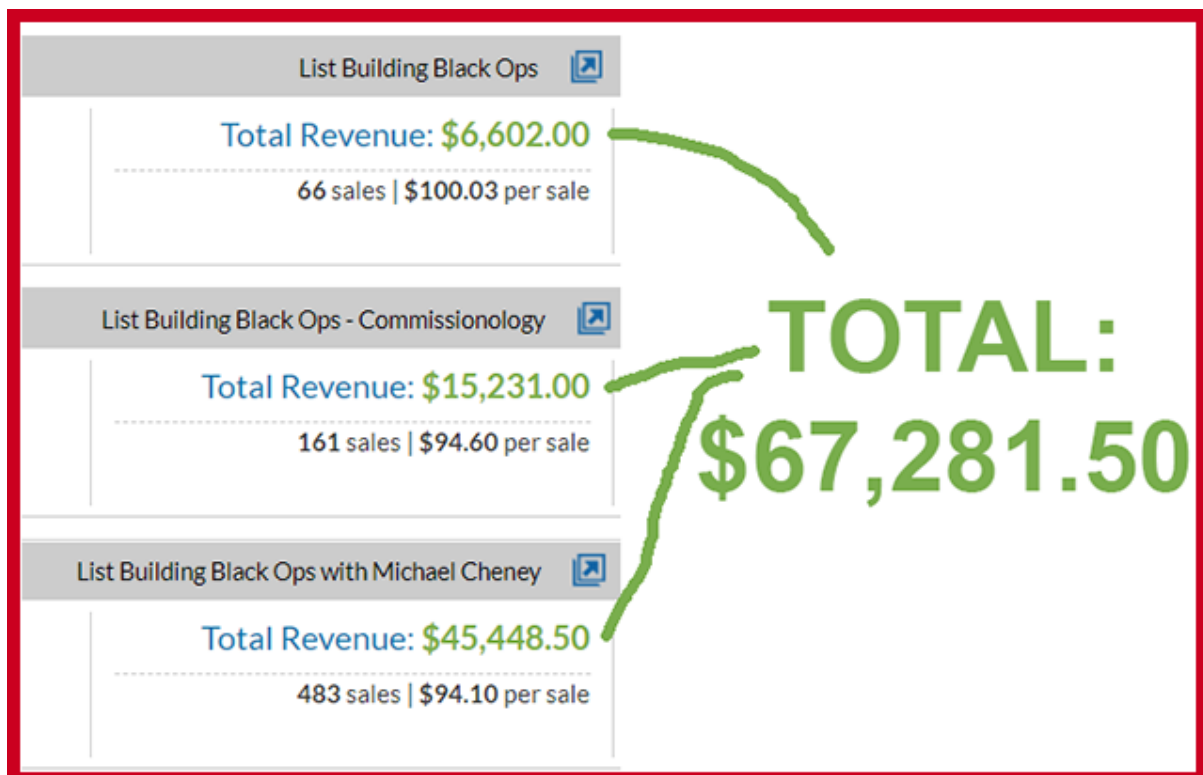 List Building Black Ops
Total Revenue: $6,602.00
66 sales | $100.03 per sale
List Building Black Ops - Commissionology
Total Revenue: $15,231.00
161 sales | $94.60 per sale
List Building Black Ops with Michael Cheney
Total Revenue: $45,448.50
483 sales | $94.10 per sale
TOTAL:
$67,281.50